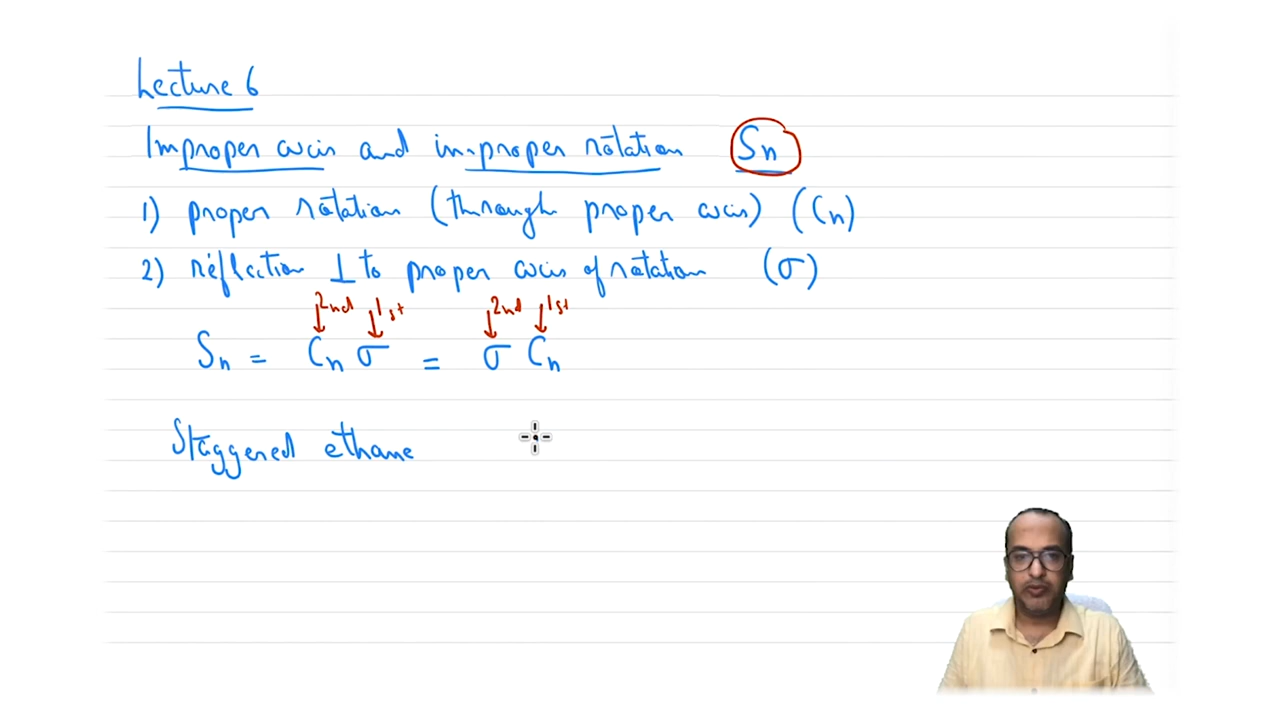 Lecture 6
Improper axis and improper rotation Sn
1) proper rotation (through proper axis) (Cn)
2) reflection ⊥ to proper axis of rotation (σ)
2nd 1st 2nd 1st
Sn = Cn σ = σ Cn
Staggered ethane